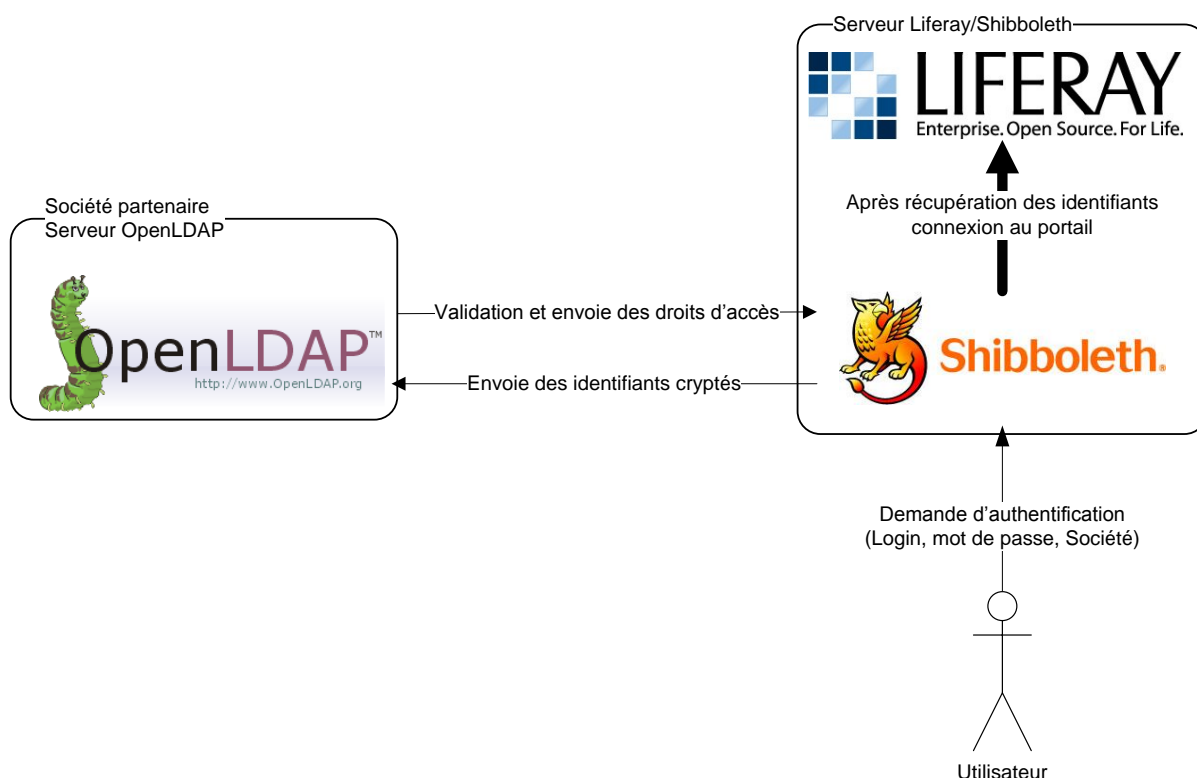 Serveur Liferay/Shibboleth
LIFERAY
Enterprise. Open Source. For Life.
Après récupération des identifiants
connexion au portail
Société partenaire
Serveur OpenLDAP
OpenLDAP™
http://www.OpenLDAP.org
Validation et envoie des droits d’accès
Envoie des identifiants cryptés
Shibboleth®
Demande d’authentification
(Login, mot de passe, Société)
Utilisateur